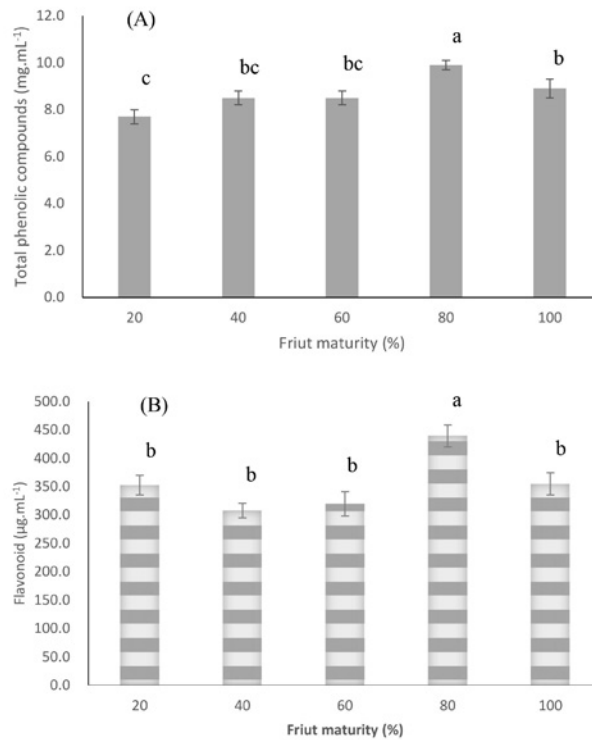 (A)
Total phenolic compounds (mg.mL⁻¹)
12.0
10.0
8.0
6.0
4.0
2.0
0.0
c
bc
bc
a
b
20 40 60 80 100
Friut maturity (%)
(B)
Flavonoid (µg.mL⁻¹)
500.0
450.0
400.0
350.0
300.0
250.0
200.0
150.0
100.0
50.0
0.0
b
b
b
a
b
20 40 60 80 100
Friut maturity (%)